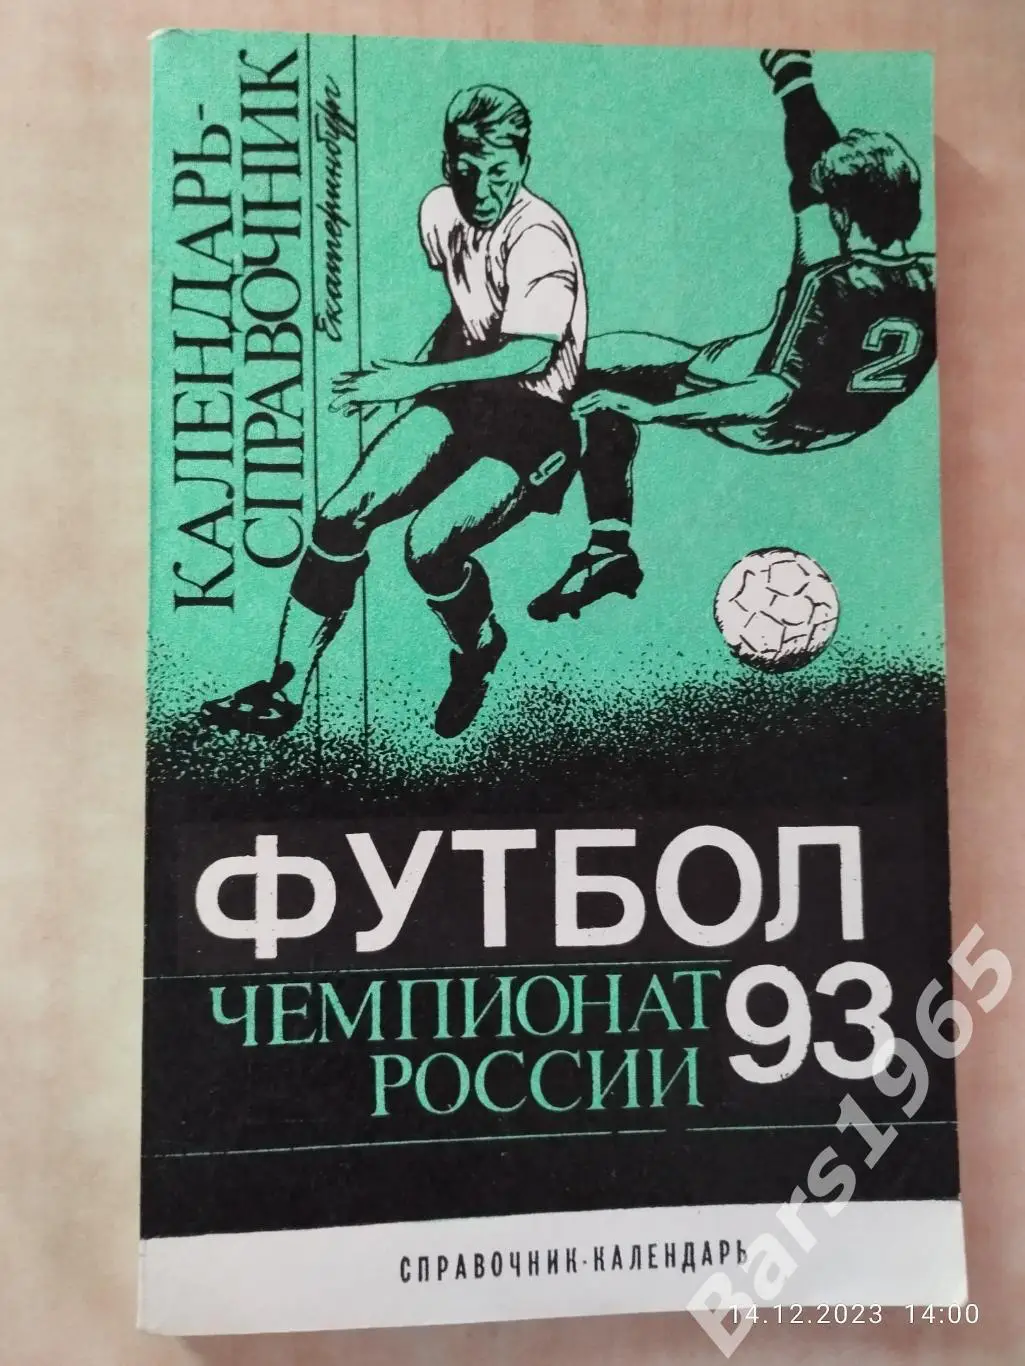 КАЛЕНДАРЬ-
СПРАВОЧНИК
Екатеринбург
2
9
ФУТБОЛ
ЧЕМПИОНАТ
РОССИИ
93
СПРАВОЧНИК-КАЛЕНДАРЬ
Bars1965
14.12.2023 14:00